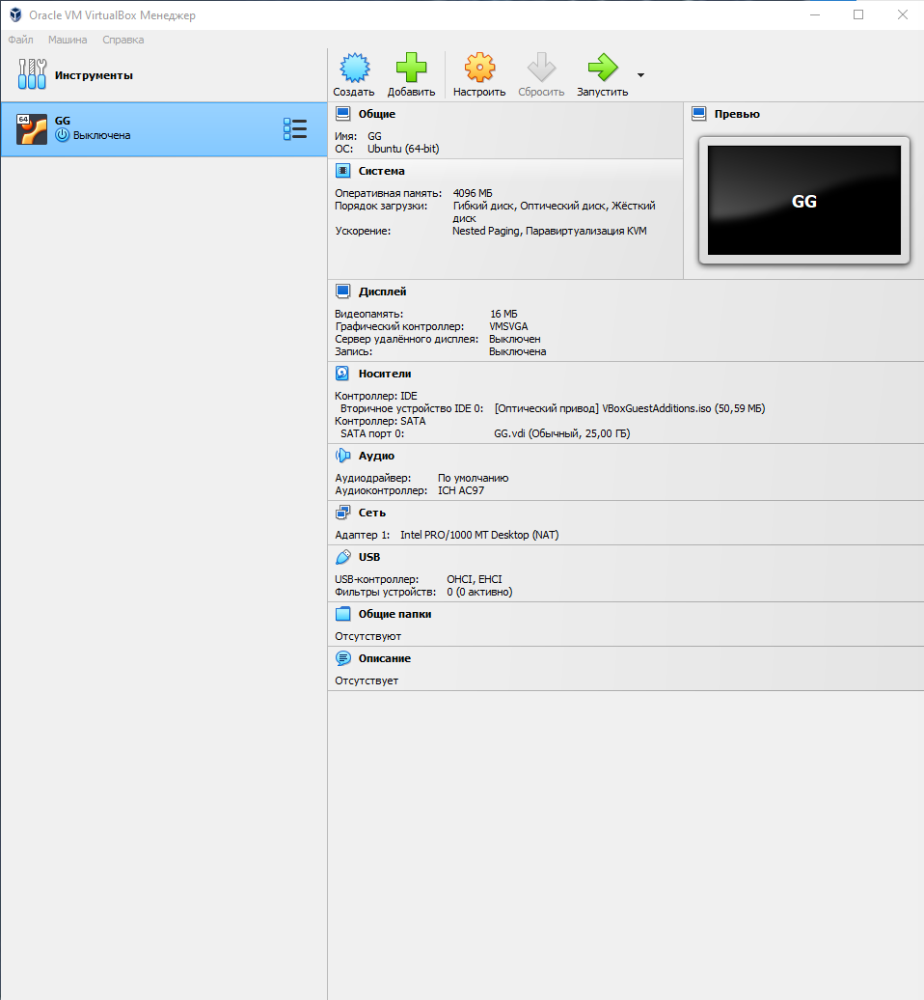 Oracle VM VirtualBox Менеджер
Файл Машина Справка
Инструменты
Создать Добавить Настроить Сбросить Запустить
64
GG
Выключена
Общие
Имя: GG
ОС: Ubuntu (64-bit)
Система
Оперативная память: 4096 МБ
Порядок загрузки: Гибкий диск, Оптический диск, Жёсткий
диск
Ускорение: Nested Paging, Паравиртуализация KVM
Превью
GG
Дисплей
Видеопамять: 16 МБ
Графический контроллер: VMSVGA
Сервер удалённого дисплея: Выключен
Запись: Выключена
Носители
Контроллер: IDE
Вторичное устройство IDE 0: [Оптический привод] VBoxGuestAdditions.iso (50,59 МБ)
Контроллер: SATA
SATA порт 0: GG.vdi (Обычный, 25,00 ГБ)
Аудио
Аудиодрайвер: По умолчанию
Аудиоконтроллер: ICH AC97
Сеть
Адаптер 1: Intel PRO/1000 MT Desktop (NAT)
USB
USB-контроллер: OHCI, EHCI
Фильтры устройств: 0 (0 активно)
Общие папки
Отсутствуют
Описание
Отсутствует